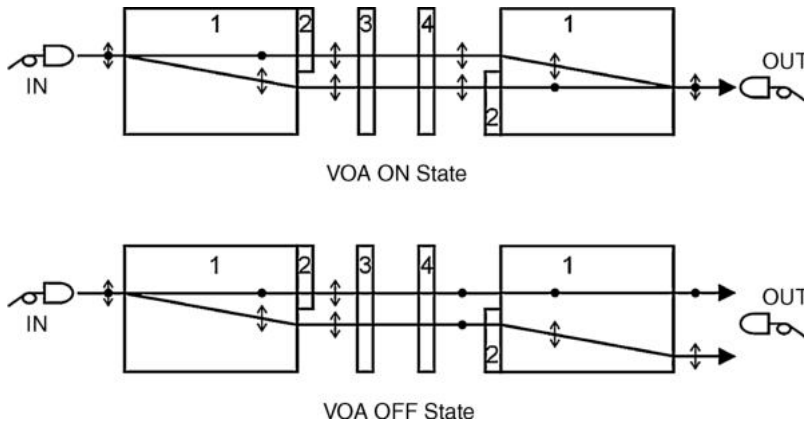 1 2 3 4 1
IN
2
OUT
VOA ON State
1 2 3 4 1
IN
2
OUT
VOA OFF State